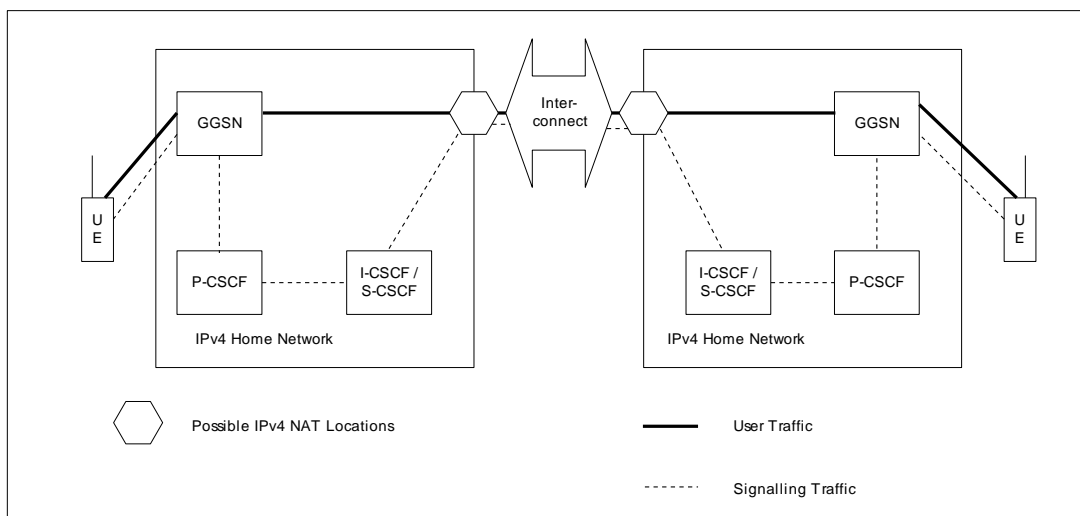 Inter-
connect
GGSN
GGSN
U
E
U
E
P-CSCF
I-CSCF /
S-CSCF
I-CSCF /
S-CSCF
P-CSCF
IPv4 Home Network
IPv4 Home Network
Possible IPv4 NAT Locations
User Traffic
Signalling Traffic